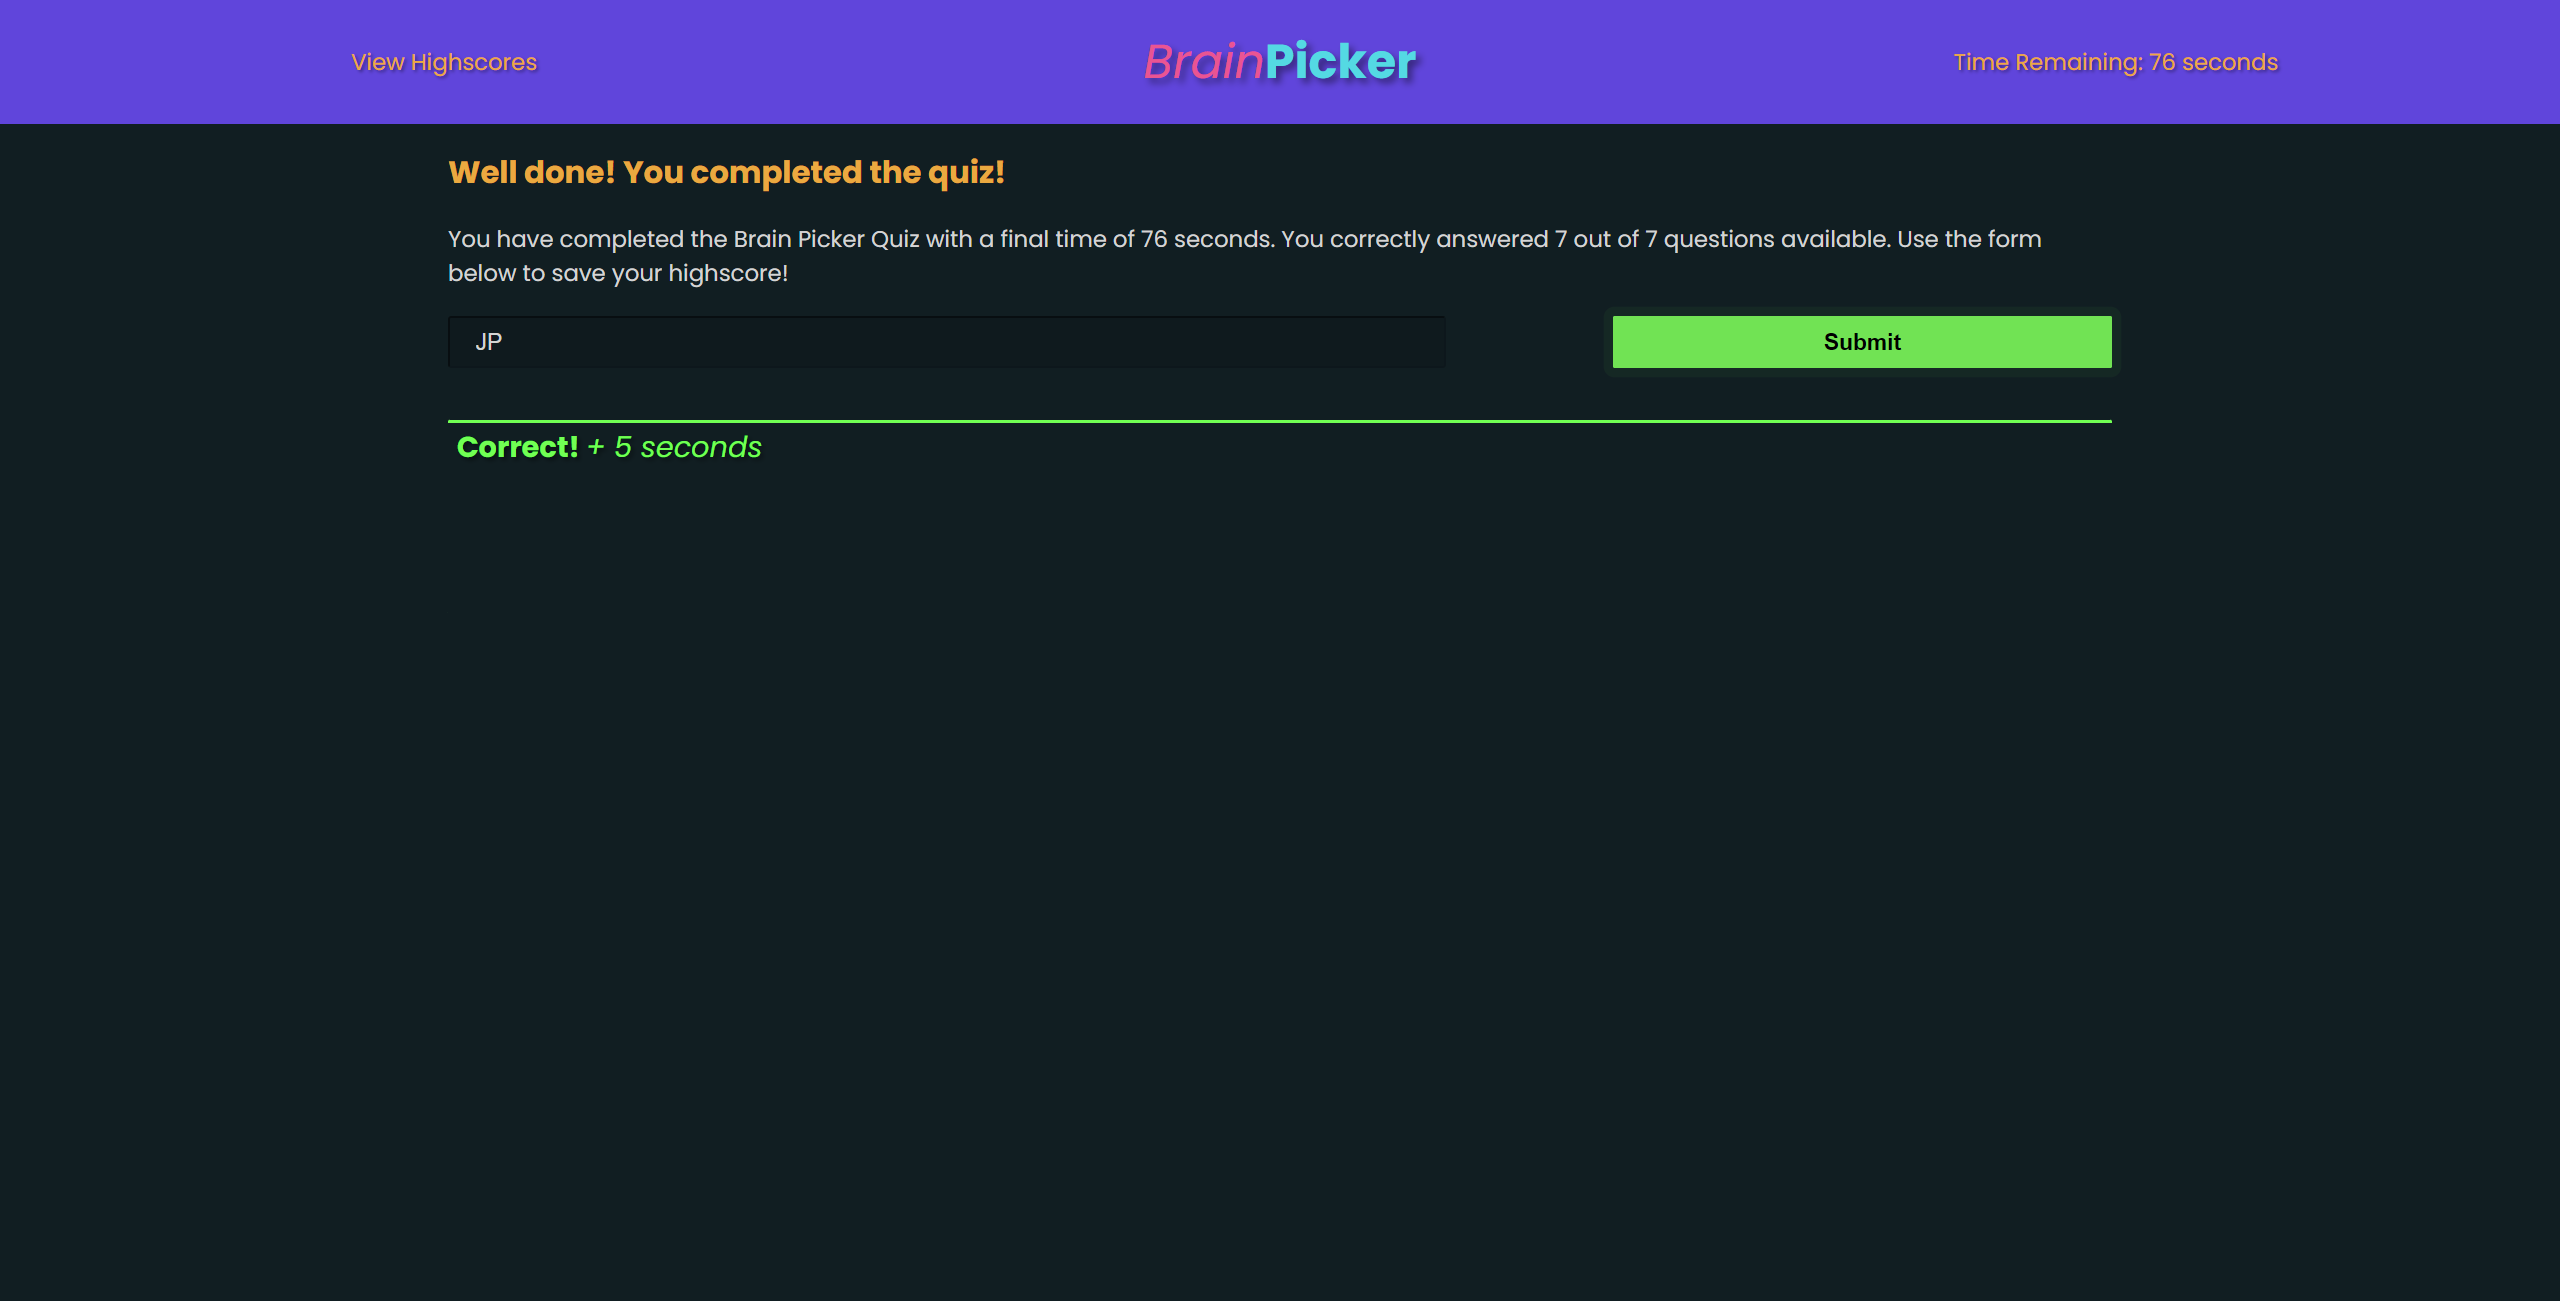 View Highscores
BrainPicker
Time Remaining: 76 seconds
Well done! You completed the quiz!
You have completed the Brain Picker Quiz with a final time of 76 seconds. You correctly answered 7 out of 7 questions available. Use the form
below to save your highscore!
JP
Submit
Correct! + 5 seconds